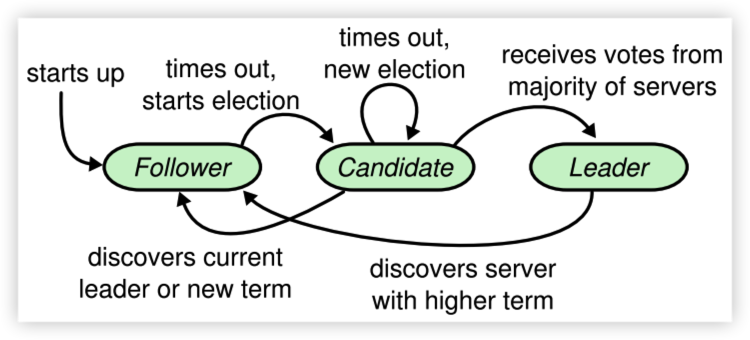 starts up
times out,
starts election
times out,
new election
receives votes from
majority of servers
Follower
Candidate
Leader
discovers current
leader or new term
discovers server
with higher term